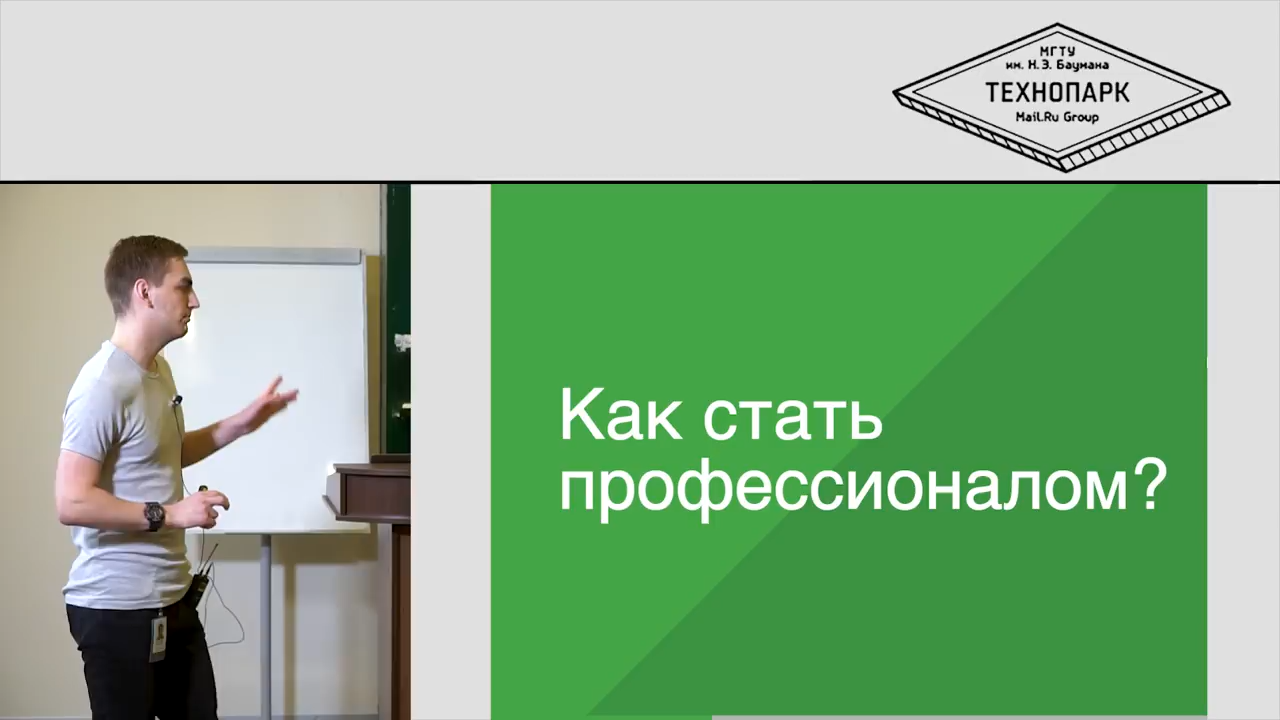 МГТУ
им. Н.Э. Баумана
ТЕХНОПАРК
Mail.Ru Group
Как стать
профессионалом?